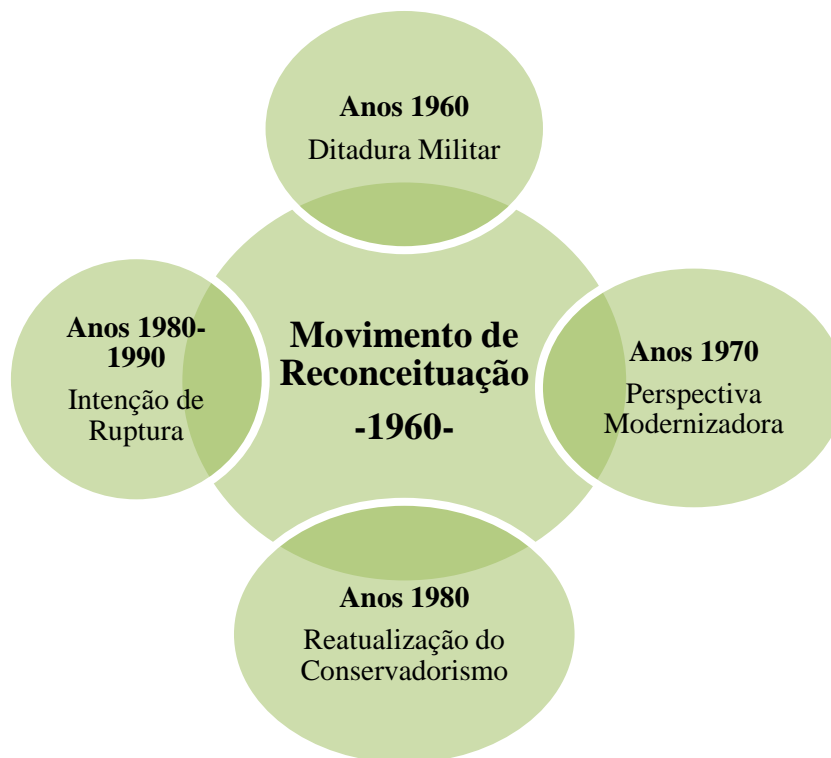 Anos 1960
Ditadura Militar
Movimento de
Reconceituação
-1960-
Anos 1970
Perspectiva
Modernizadora
Anos 1980
Reatualização do
Conservadorismo
Anos 1980-
1990
Intenção de
Ruptura